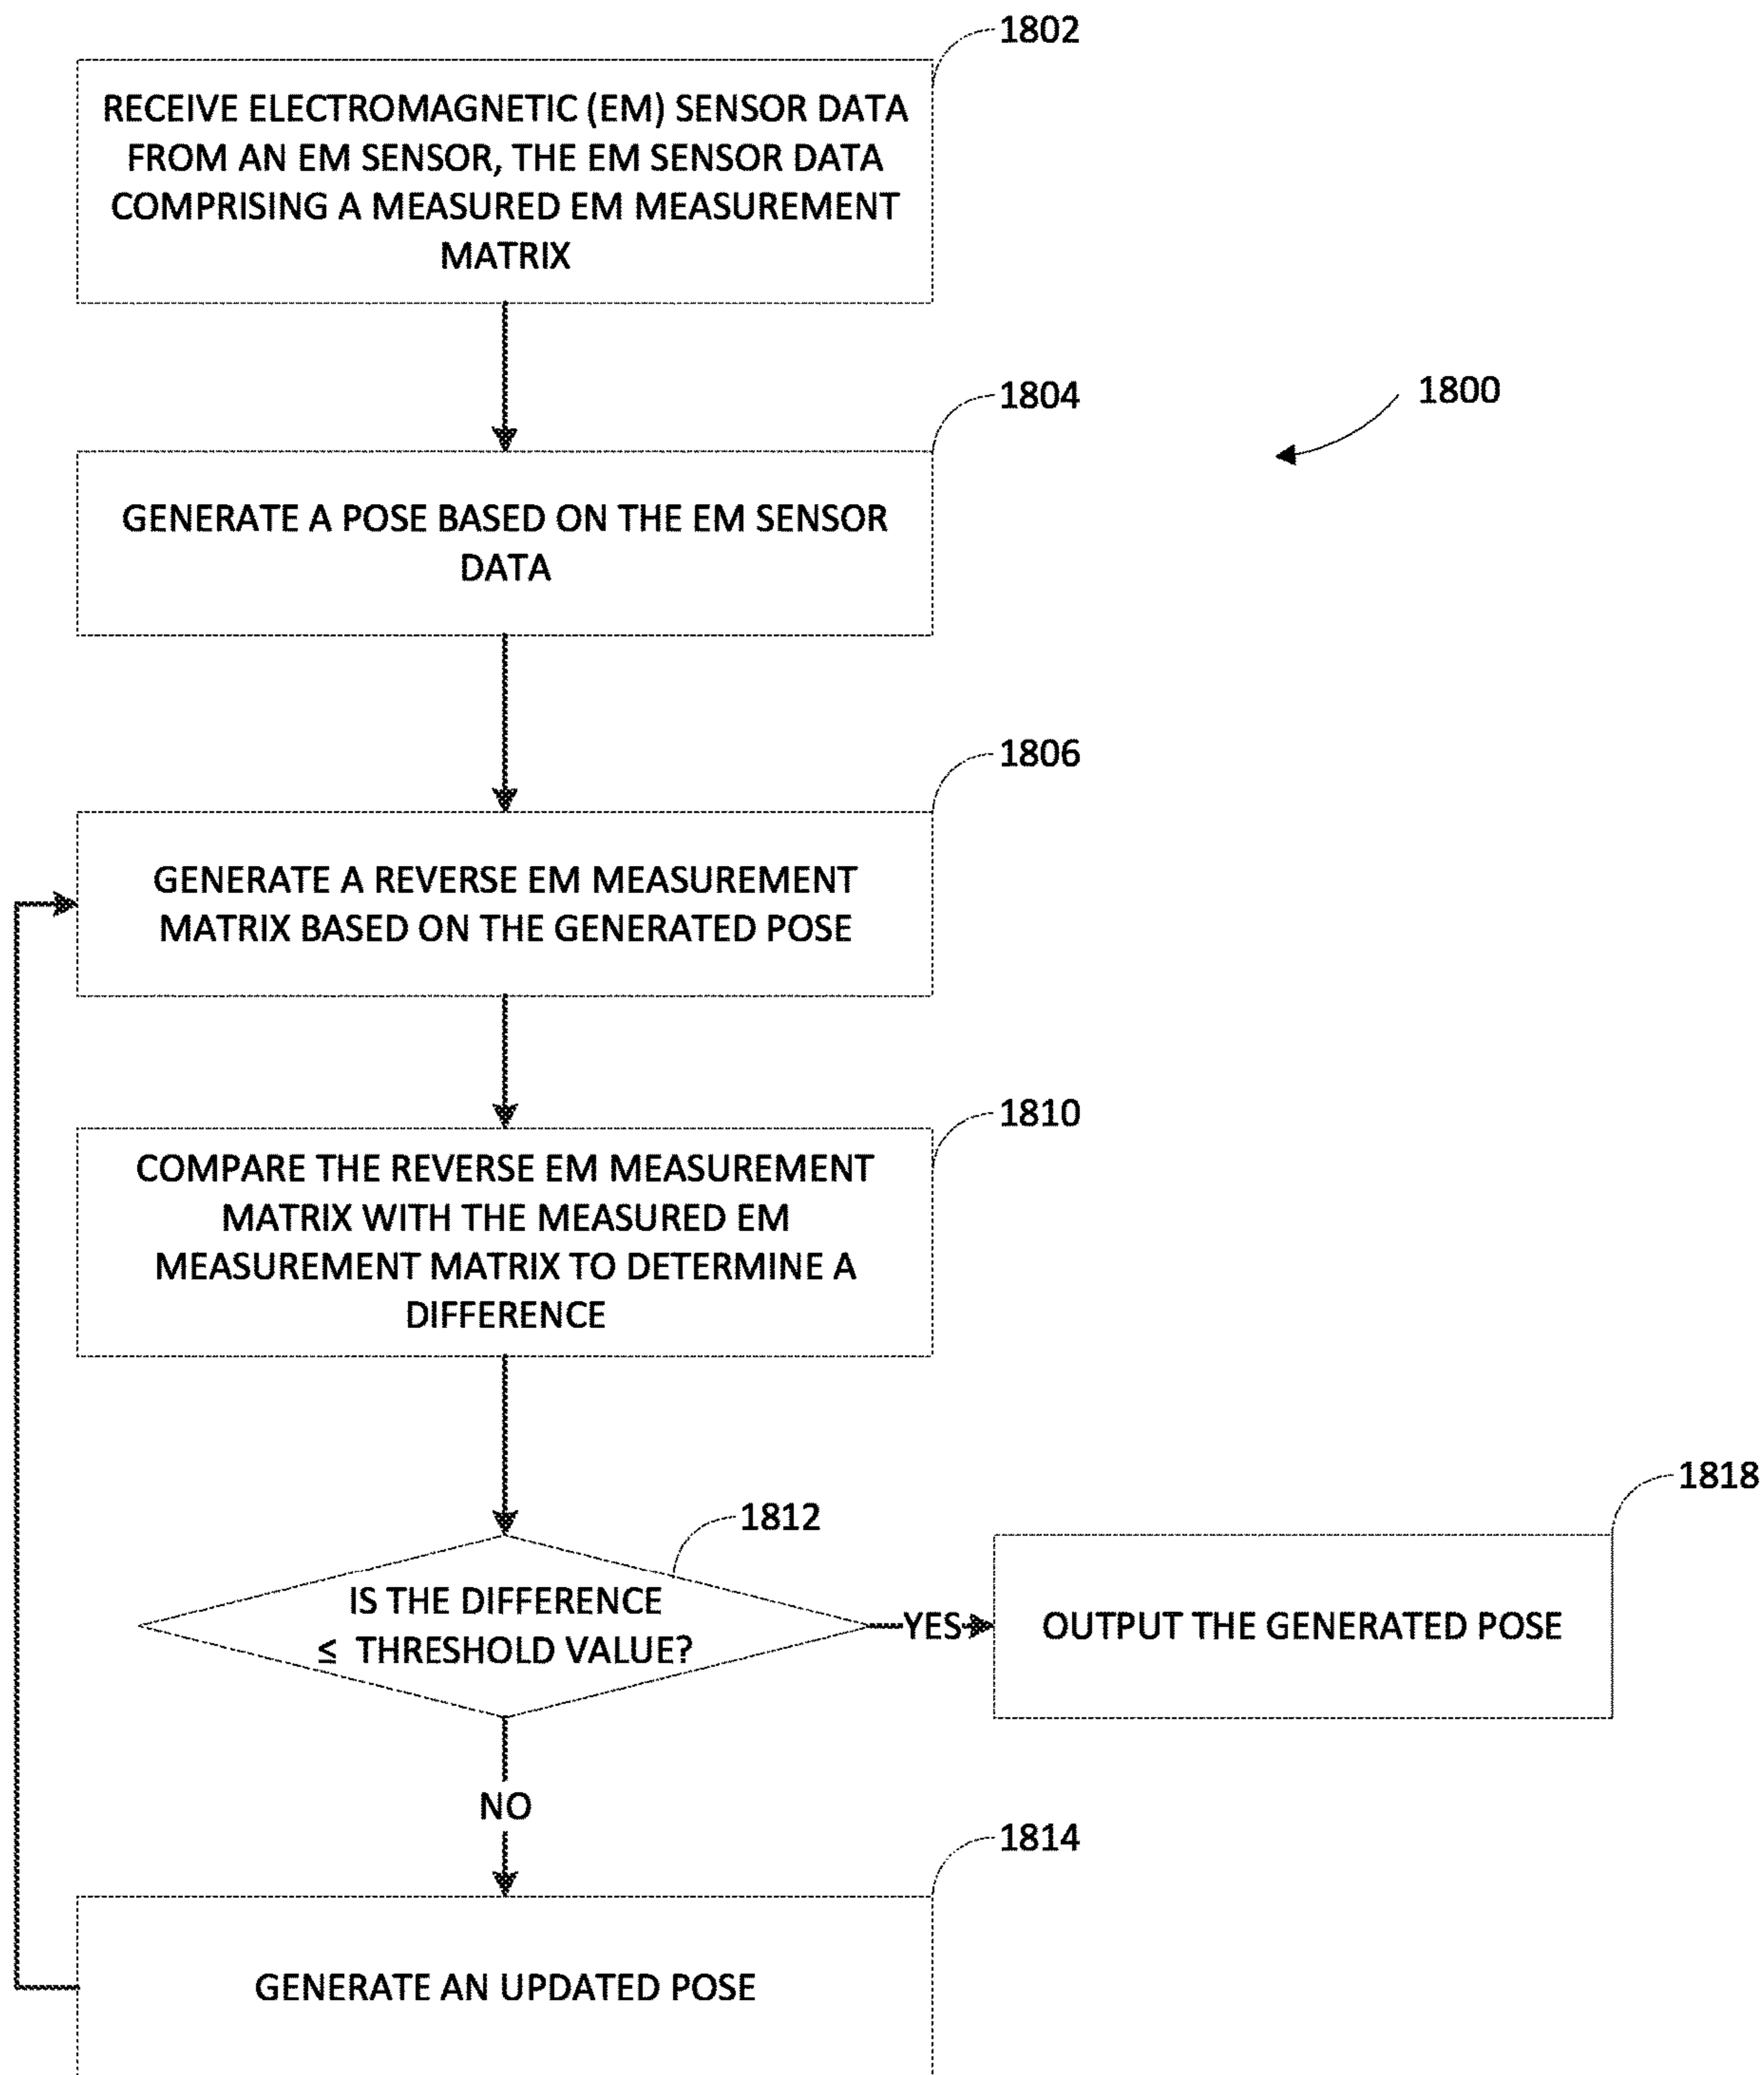 1802
RECEIVE ELECTROMAGNETIC (EM) SENSOR DATA
FROM AN EM SENSOR, THE EM SENSOR DATA
COMPRISING A MEASURED EM MEASUREMENT
MATRIX
1804
1800
GENERATE A POSE BASED ON THE EM SENSOR
DATA
1806
GENERATE A REVERSE EM MEASUREMENT
MATRIX BASED ON THE GENERATED POSE
1810
COMPARE THE REVERSE EM MEASUREMENT
MATRIX WITH THE MEASURED EM
MEASUREMENT MATRIX TO DETERMINE A
DIFFERENCE
1812
IS THE DIFFERENCE
≤ THRESHOLD VALUE?
YES
1818
OUTPUT THE GENERATED POSE
NO
1814
GENERATE AN UPDATED POSE